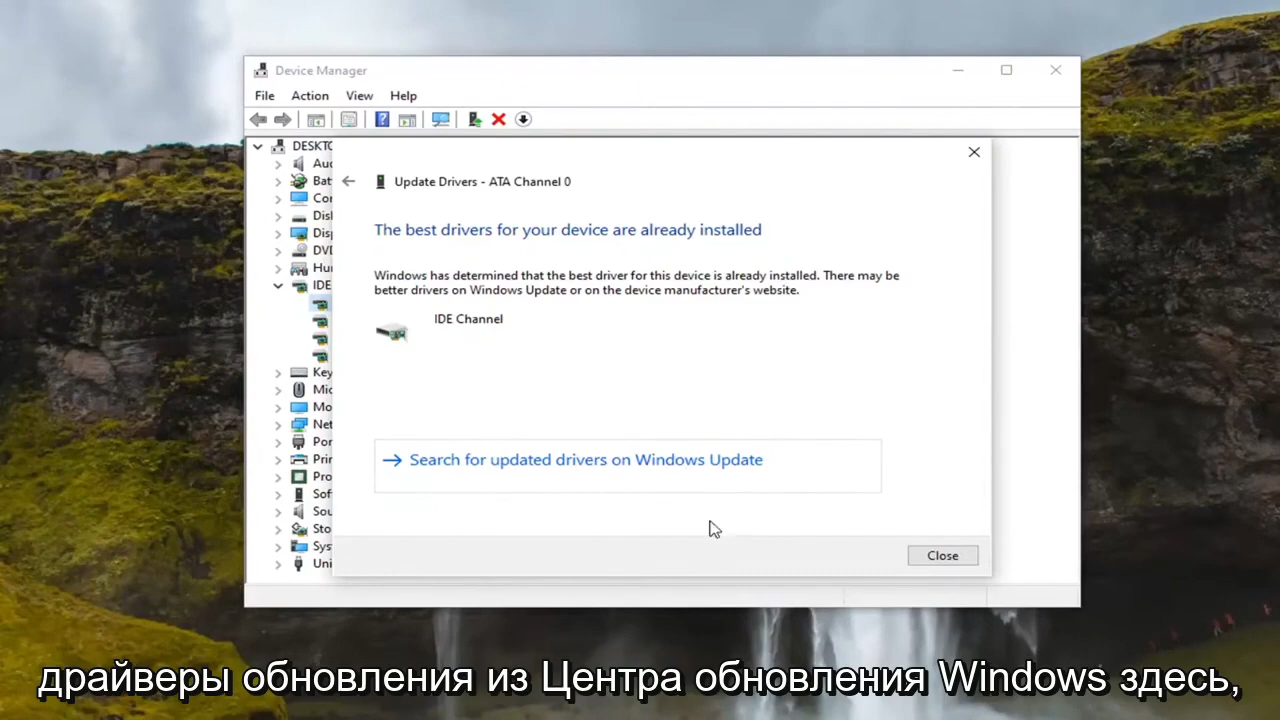 Device Manager
File Action View Help
DESKTO
Aud
Bat
Cor
Disl
Disp
DVD
Hur
IDE
Key
Mic
Mo
Net
Por
Prin
Pro
Sof
Sou
Sto
Syst
Uni
Update Drivers - ATA Channel 0
The best drivers for your device are already installed
Windows has determined that the best driver for this device is already installed. There may be
better drivers on Windows Update or on the device manufacturer's website.
IDE Channel
Search for updated drivers on Windows Update
Close
драйверы обновления из Центра обновления Windows здесь,